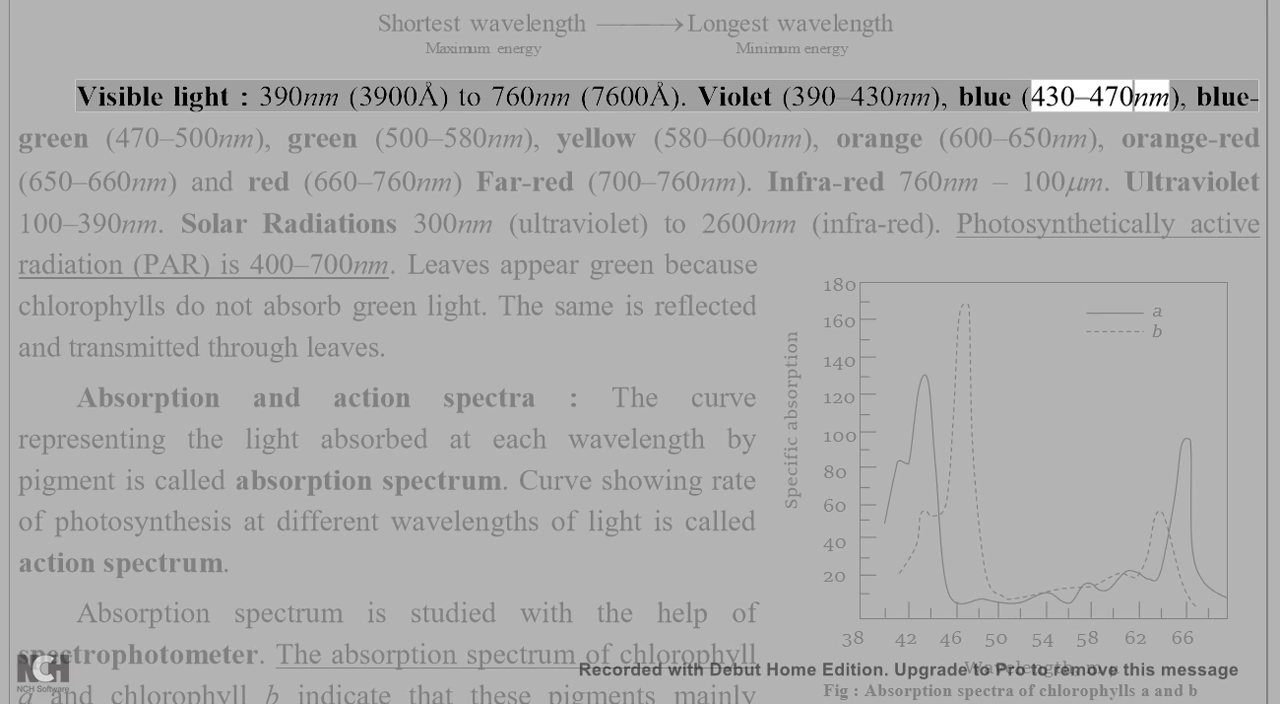 Shortest wavelength ⟶ Longest wavelength
Maximum energy Minimum energy
Visible light : 390nm (3900Å) to 760nm (7600Å). Violet (390–430nm), blue (430–470nm), blue-
green (470–500nm), green (500–580nm), yellow (580–600nm), orange (600–650nm), orange-red
(650–660nm) and red (660–760nm) Far-red (700–760nm). Infra-red 760nm – 100μm. Ultraviolet
100–390nm. Solar Radiations 300nm (ultraviolet) to 2600nm (infra-red). Photosynthetically active
radiation (PAR) is 400–700nm. Leaves appear green because
chlorophylls do not absorb green light. The same is reflected
and transmitted through leaves.
Absorption and action spectra : The curve
representing the light absorbed at each wavelength by
pigment is called absorption spectrum. Curve showing rate
of photosynthesis at different wavelengths of light is called
action spectrum.
Absorption spectrum is studied with the help of
spectrophotometer. The absorption spectrum of chlorophyll
a and chlorophyll b indicate that these pigments mainly
180
160
140
120
100
80
60
40
20
Specific absorption
a
b
38 42 46 50 54 58 62 66
Wavelength
Fig : Absorption spectra of chlorophylls a and b
NCH
NCH Software
Recorded with Debut Home Edition. Upgrade to Pro to remove this message